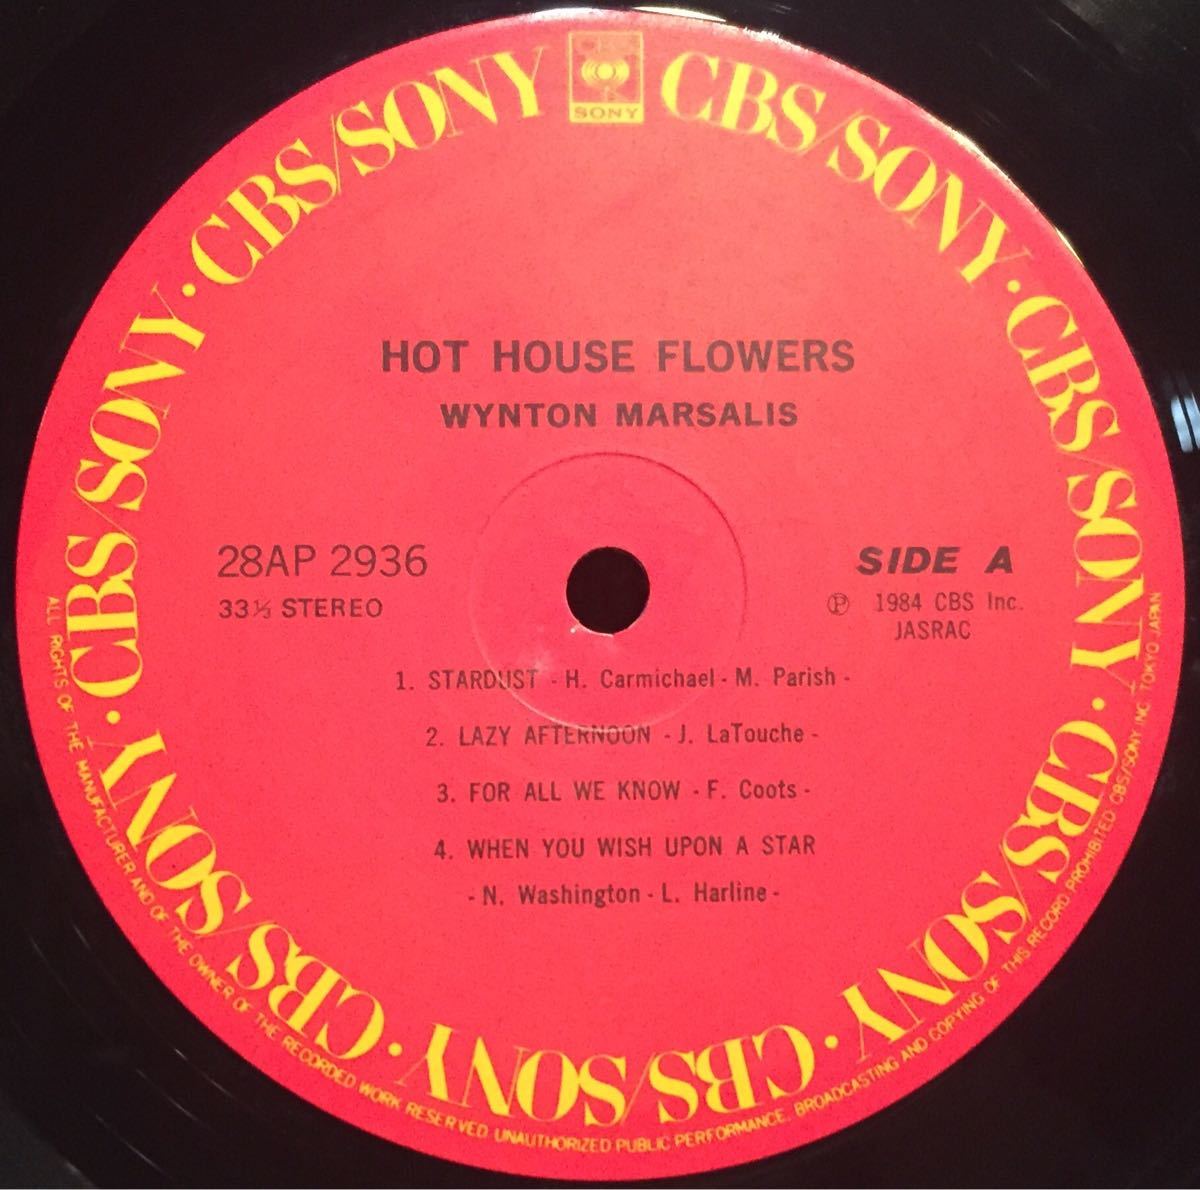 SONY
CBS/SONY · CBS/SONY · CBS/SONY · CBS/SONY · CBS/SONY · CBS/SONY · CBS/SONY · CBS/SONY
HOT HOUSE FLOWERS
WYNTON MARSALIS
28AP 2936
33⅓ STEREO
SIDE A
Ⓟ 1984 CBS Inc.
JASRAC
1. STARDUST - H. Carmichael - M. Parish -
2. LAZY AFTERNOON - J. LaTouche -
3. FOR ALL WE KNOW - F. Coots -
4. WHEN YOU WISH UPON A STAR
- N. Washington - L. Harline -
ALL RIGHTS OF THE MANUFACTURER AND OF THE OWNER OF THE RECORDED WORK RESERVED UNAUTHORIZED PUBLIC PERFORMANCE. BROADCASTING AND COPYING OF THIS RECORD PROHIBITED CBS/SONY INC. TOKYO JAPAN